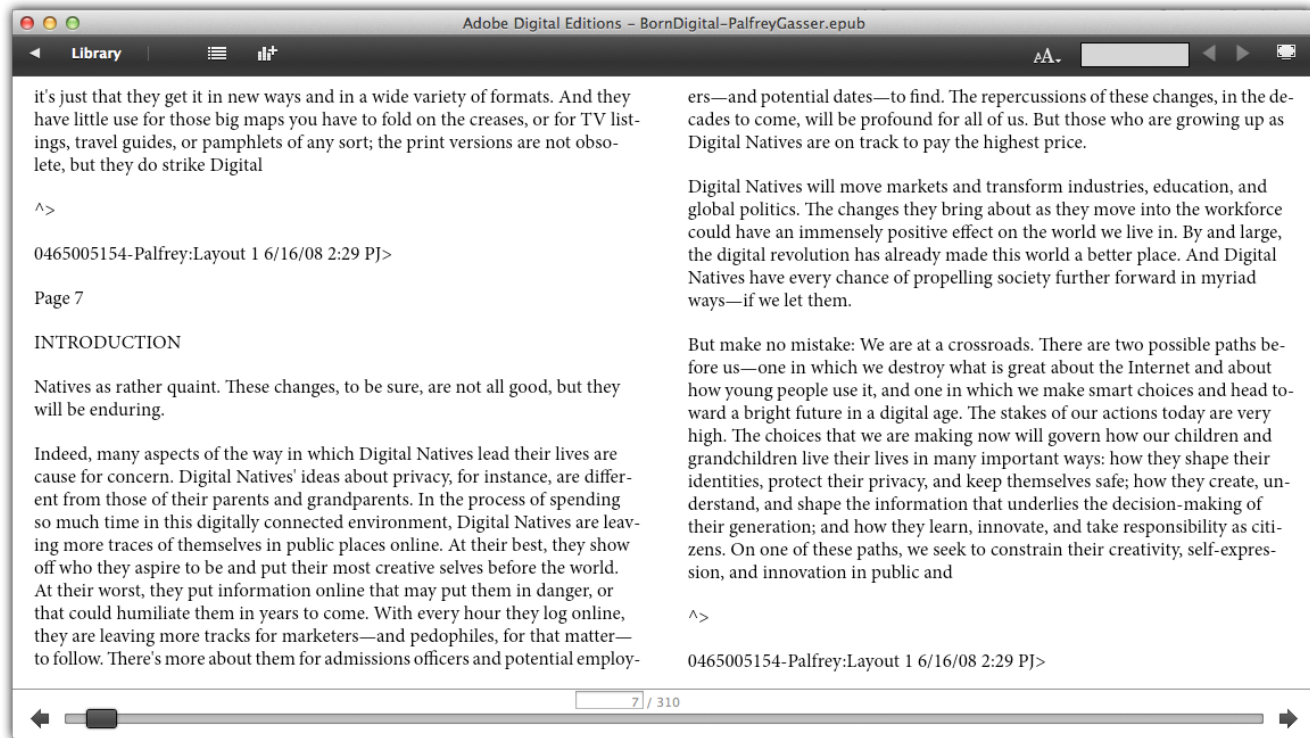 Adobe Digital Editions – BornDigital-PalfreyGasser.epub
Library
AA
it's just that they get it in new ways and in a wide variety of formats. And they
have little use for those big maps you have to fold on the creases, or for TV list-
ings, travel guides, or pamphlets of any sort; the print versions are not obso-
lete, but they do strike Digital
^>
0465005154-Palfrey:Layout 1 6/16/08 2:29 PJ>
Page 7
INTRODUCTION
Natives as rather quaint. These changes, to be sure, are not all good, but they
will be enduring.
Indeed, many aspects of the way in which Digital Natives lead their lives are
cause for concern. Digital Natives' ideas about privacy, for instance, are differ-
ent from those of their parents and grandparents. In the process of spending
so much time in this digitally connected environment, Digital Natives are leav-
ing more traces of themselves in public places online. At their best, they show
off who they aspire to be and put their most creative selves before the world.
At their worst, they put information online that may put them in danger, or
that could humiliate them in years to come. With every hour they log online,
they are leaving more tracks for marketers—and pedophiles, for that matter—
to follow. There's more about them for admissions officers and potential employ-
ers—and potential dates—to find. The repercussions of these changes, in the de-
cades to come, will be profound for all of us. But those who are growing up as
Digital Natives are on track to pay the highest price.
Digital Natives will move markets and transform industries, education, and
global politics. The changes they bring about as they move into the workforce
could have an immensely positive effect on the world we live in. By and large,
the digital revolution has already made this world a better place. And Digital
Natives have every chance of propelling society further forward in myriad
ways—if we let them.
But make no mistake: We are at a crossroads. There are two possible paths be-
fore us—one in which we destroy what is great about the Internet and about
how young people use it, and one in which we make smart choices and head to-
ward a bright future in a digital age. The stakes of our actions today are very
high. The choices that we are making now will govern how our children and
grandchildren live their lives in many important ways: how they shape their
identities, protect their privacy, and keep themselves safe; how they create, un-
derstand, and shape the information that underlies the decision-making of
their generation; and how they learn, innovate, and take responsibility as citi-
zens. On one of these paths, we seek to constrain their creativity, self-expres-
sion, and innovation in public and
^>
0465005154-Palfrey:Layout 1 6/16/08 2:29 PJ>
7 / 310